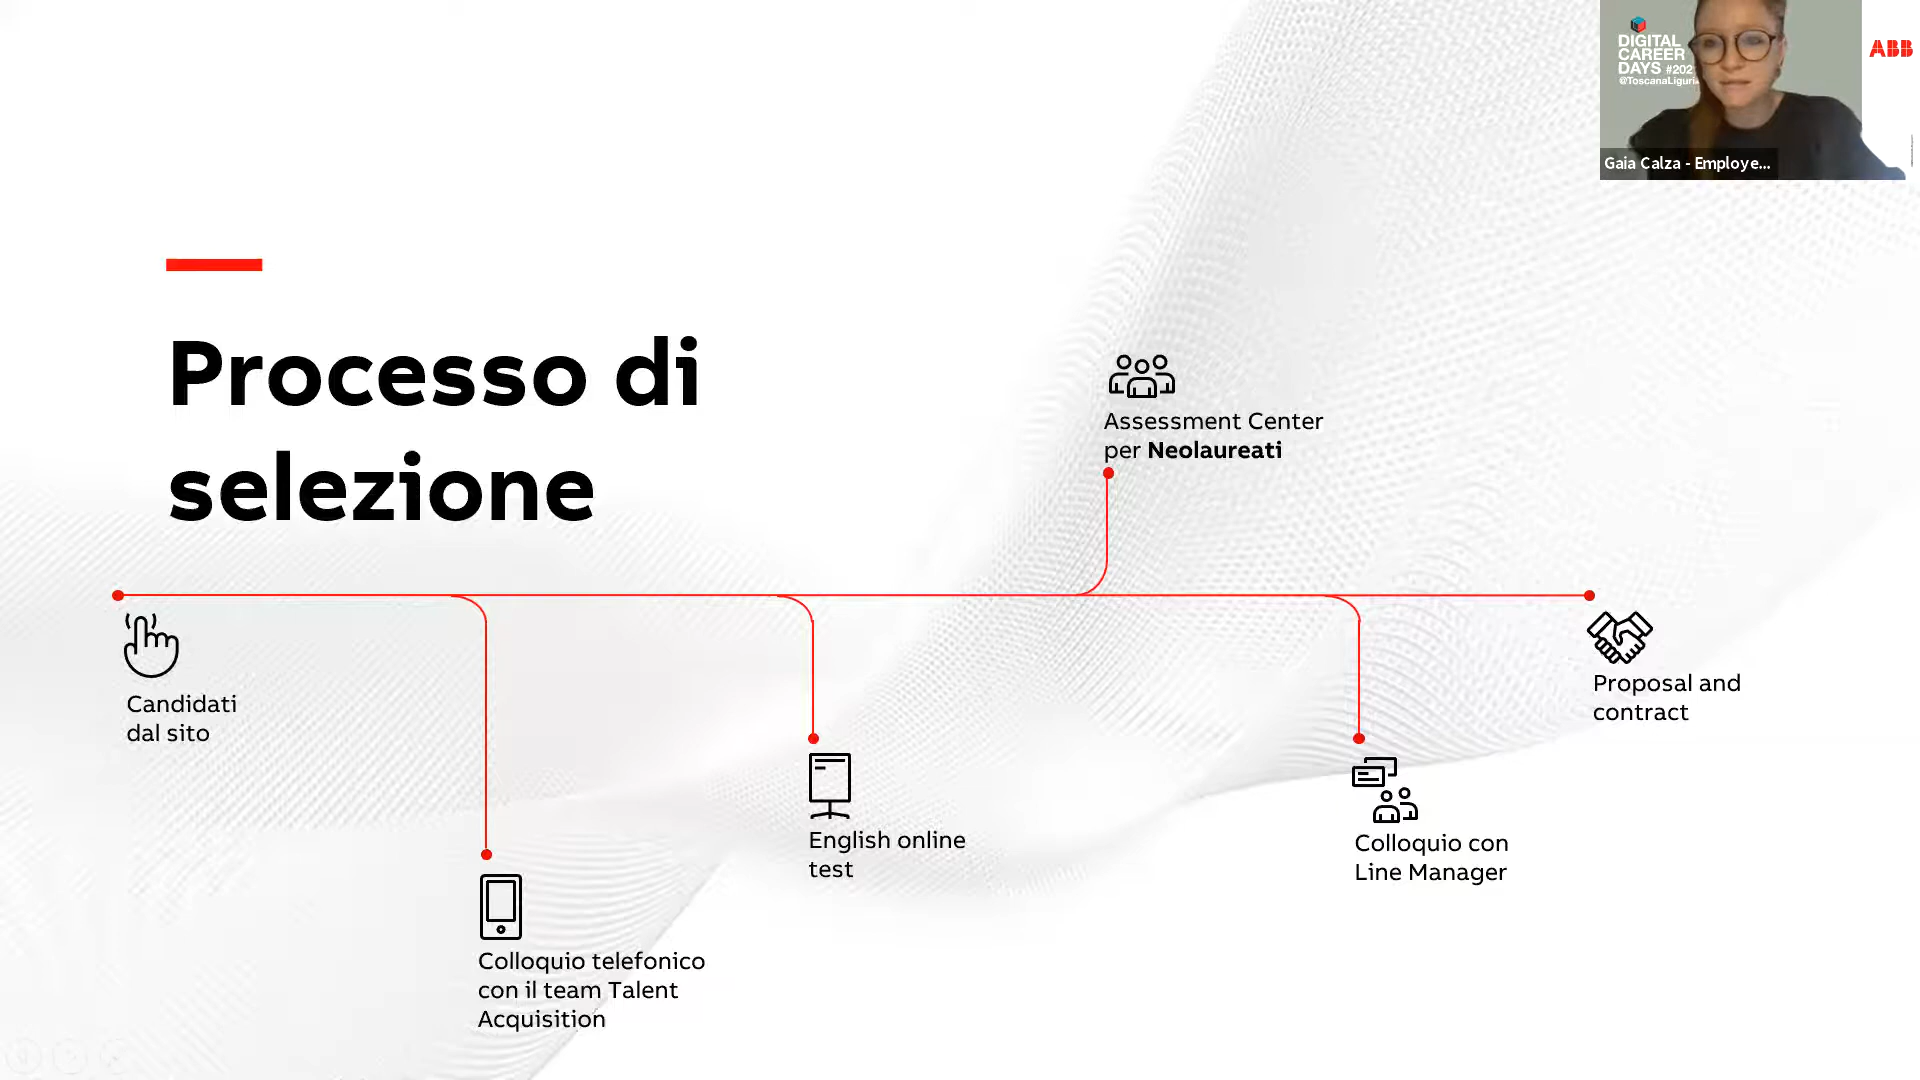 DIGITAL
CAREER
DAYS #202
@ToscanaLiguri
ABB
Gaia Calza - Employe...
Processo di
selezione
Assessment Center
per Neolaureati
Candidati
dal sito
Proposal and
contract
English online
test
Colloquio con
Line Manager
Colloquio telefonico
con il team Talent
Acquisition